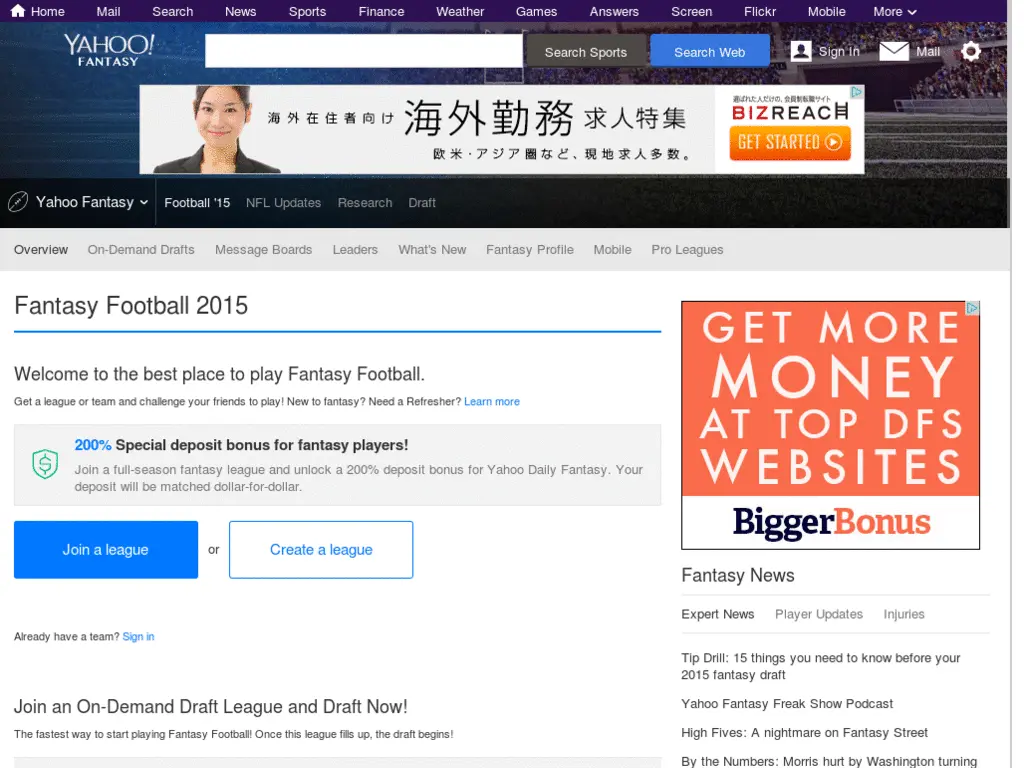 Home Mail Search News Sports Finance Weather Games Answers Screen Flickr Mobile More
YAHOO!
FANTASY
Search Sports Search Web Sign In Mail
海外在住者向け 海外勤務 求人特集
欧米・アジア圏など、現地求人多数。
選ばれた人だけの、会員制転職サイト
BIZREACH
GET STARTED
Yahoo Fantasy Football '15 NFL Updates Research Draft
Overview On-Demand Drafts Message Boards Leaders What's New Fantasy Profile Mobile Pro Leagues
Fantasy Football 2015
Welcome to the best place to play Fantasy Football.
Get a league or team and challenge your friends to play! New to fantasy? Need a Refresher? Learn more
200% Special deposit bonus for fantasy players!
Join a full-season fantasy league and unlock a 200% deposit bonus for Yahoo Daily Fantasy. Your
deposit will be matched dollar-for-dollar.
Join a league or Create a league
Already have a team? Sign in
Join an On-Demand Draft League and Draft Now!
The fastest way to start playing Fantasy Football! Once this league fills up, the draft begins!
GET MORE
MONEY
AT TOP DFS
WEBSITES
BiggerBonus
Fantasy News
Expert News Player Updates Injuries
Tip Drill: 15 things you need to know before your
2015 fantasy draft
Yahoo Fantasy Freak Show Podcast
High Fives: A nightmare on Fantasy Street
By the Numbers: Morris hurt by Washington turning